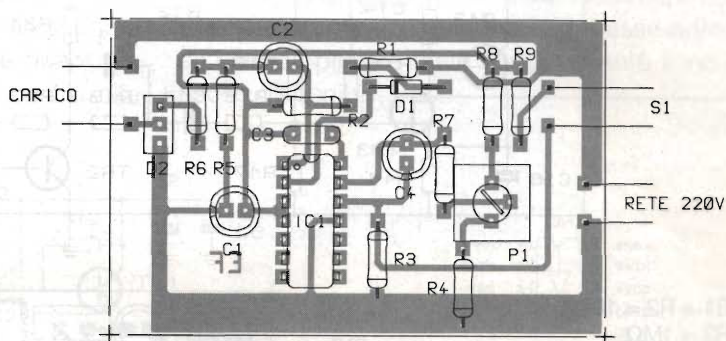 C2
R1
R8 R9
CARICO
S1
D1
R2
C3
R7
D2
R6 R5
C4
IC1
RETE 220V
C1
P1
R3
R4